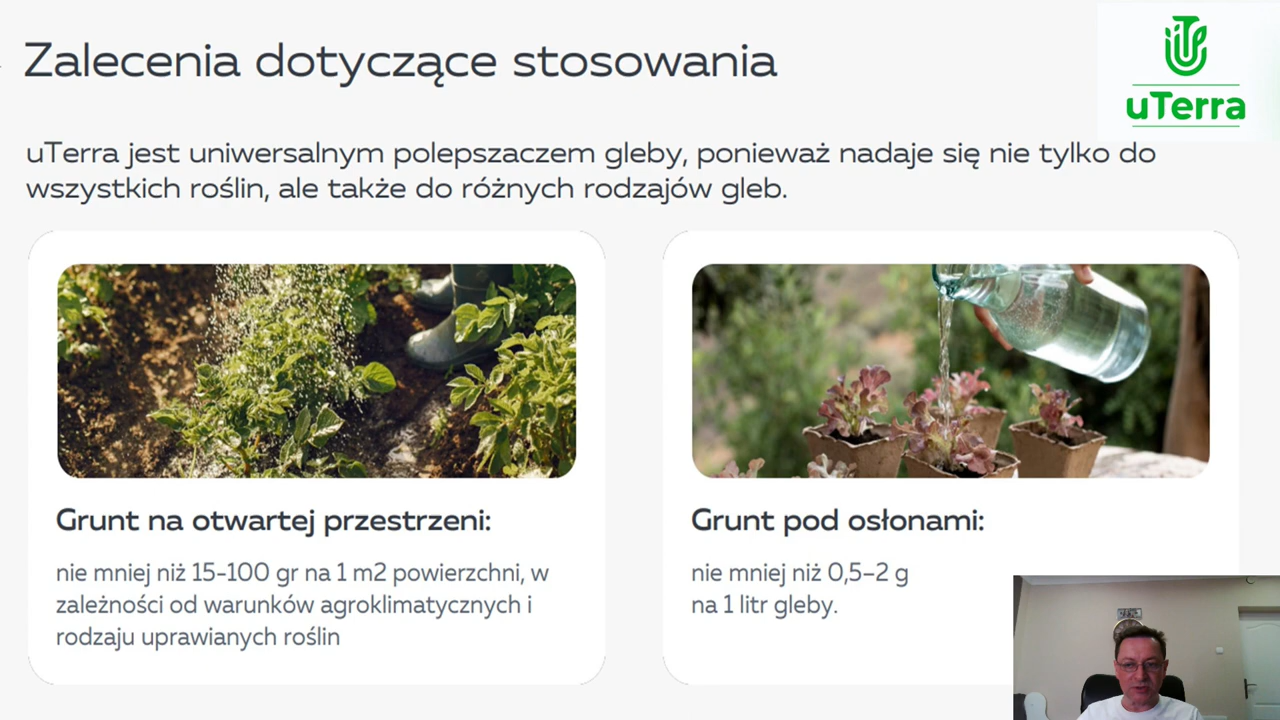 Zalecenia dotyczące stosowania
uTerra
uTerra jest uniwersalnym polepszaczem gleby, ponieważ nadaje się nie tylko do
wszystkich roślin, ale także do różnych rodzajów gleb.
Grunt na otwartej przestrzeni:
nie mniej niż 15-100 gr na 1 m2 powierzchni, w
zależności od warunków agroklimatycznych i
rodzaju uprawianych roślin
Grunt pod osłonami:
nie mniej niż 0,5–2 g
na 1 litr gleby.